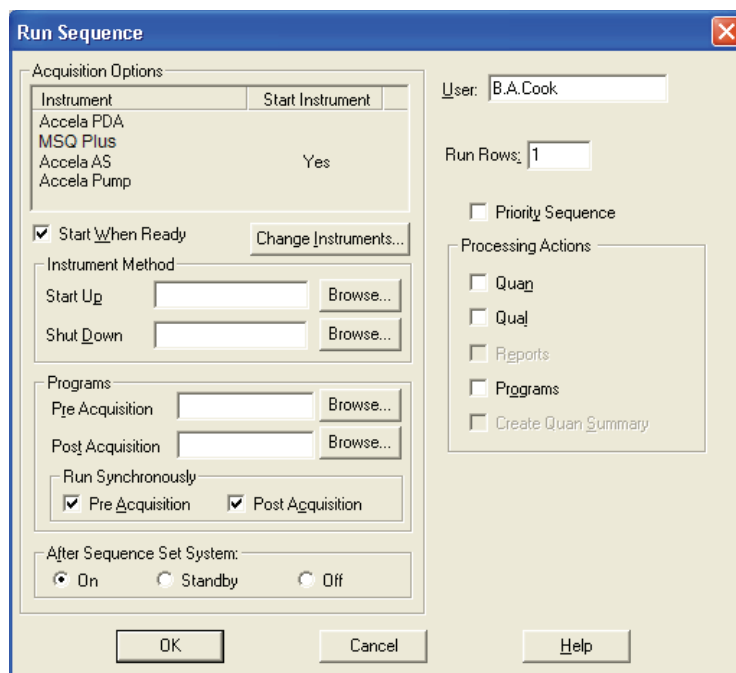 Run Sequence
Acquisition Options
Instrument Start Instrument
Accela PDA
MSQ Plus
Accela AS Yes
Accela Pump
Start When Ready Change Instruments...
Instrument Method
Start Up Browse...
Shut Down Browse...
Programs
Pre Acquisition Browse...
Post Acquisition Browse...
Run Synchronously
Pre Acquisition Post Acquisition
After Sequence Set System:
On Standby Off
User: B.A.Cook
Run Rows: 1
Priority Sequence
Processing Actions
Quan
Qual
Reports
Programs
Create Quan Summary
OK Cancel Help